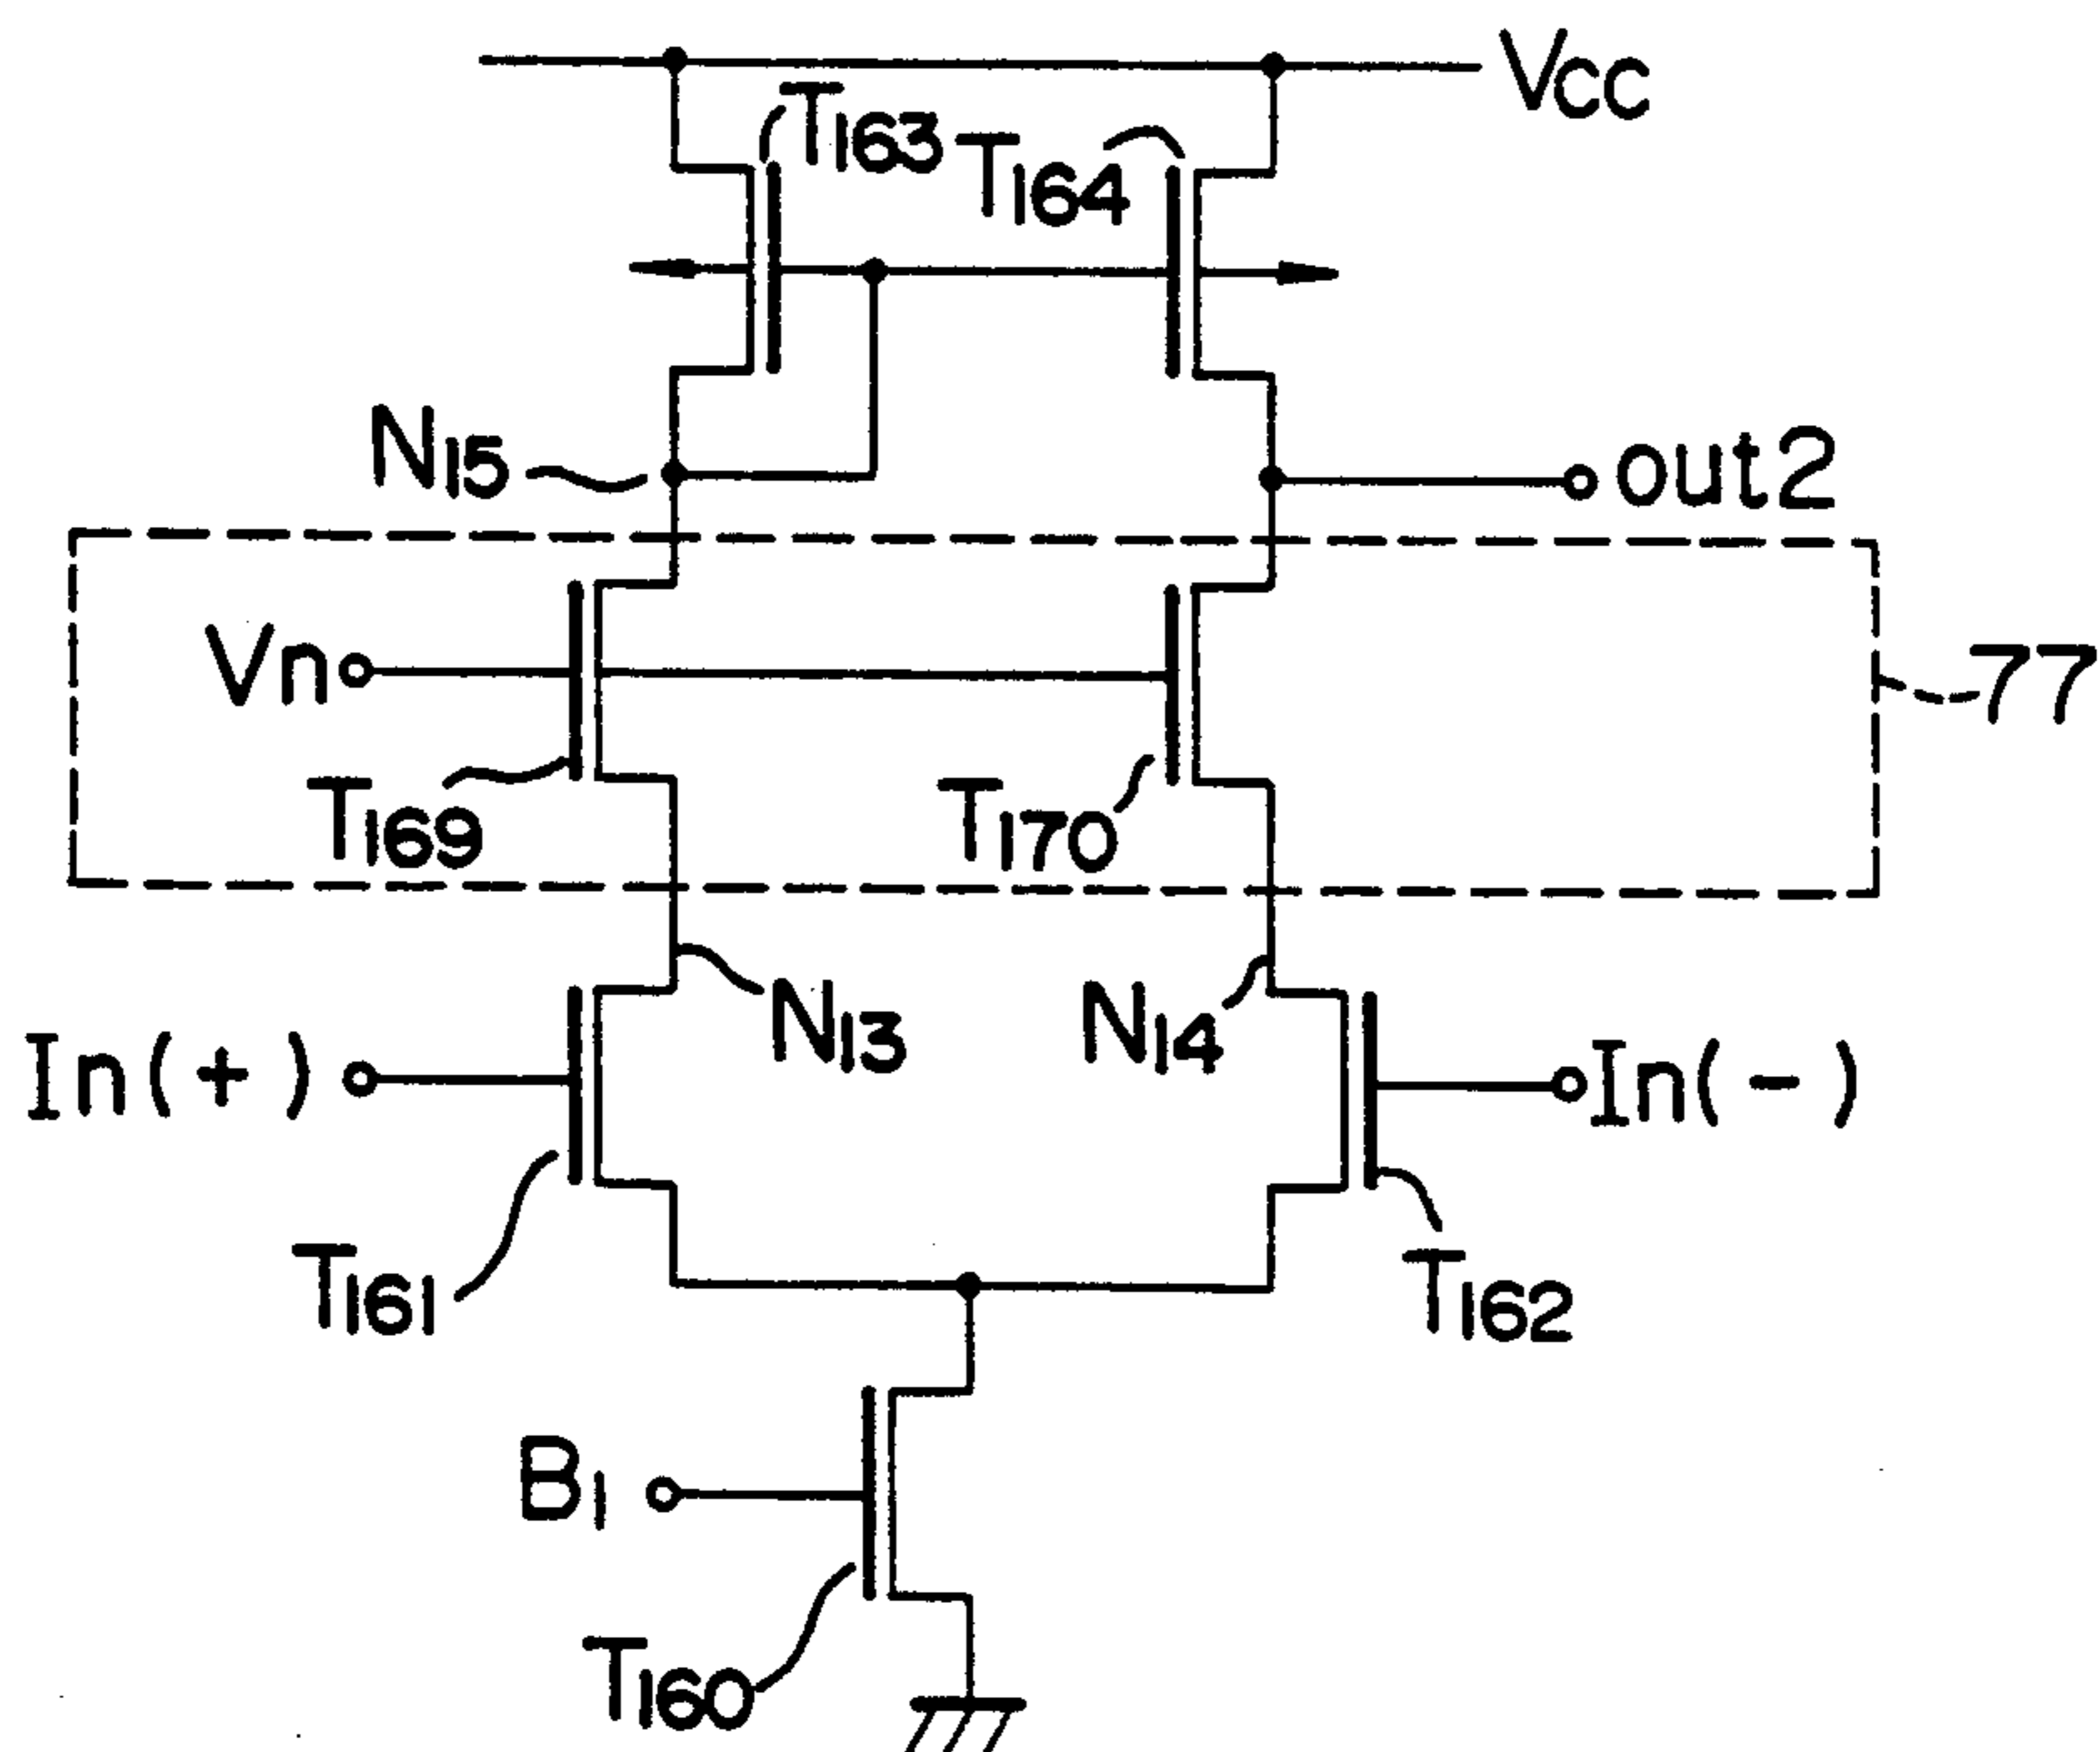 Vcc
T163
T164
N15
out2
Vn
77
T169
T170
N13
N14
In(+)
In(-)
T161
T162
B1
T160